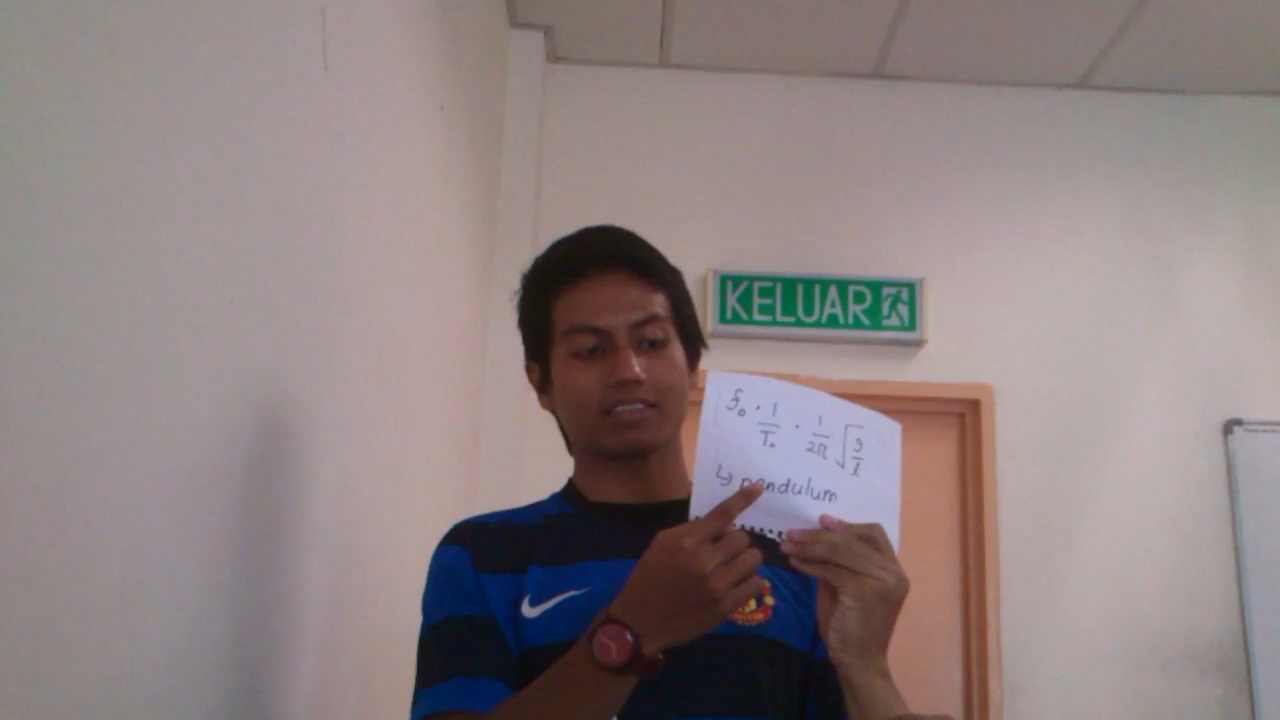 KELUAR
f₀ = 1/T₀ = 1/2π √g/l
↳ pendulum